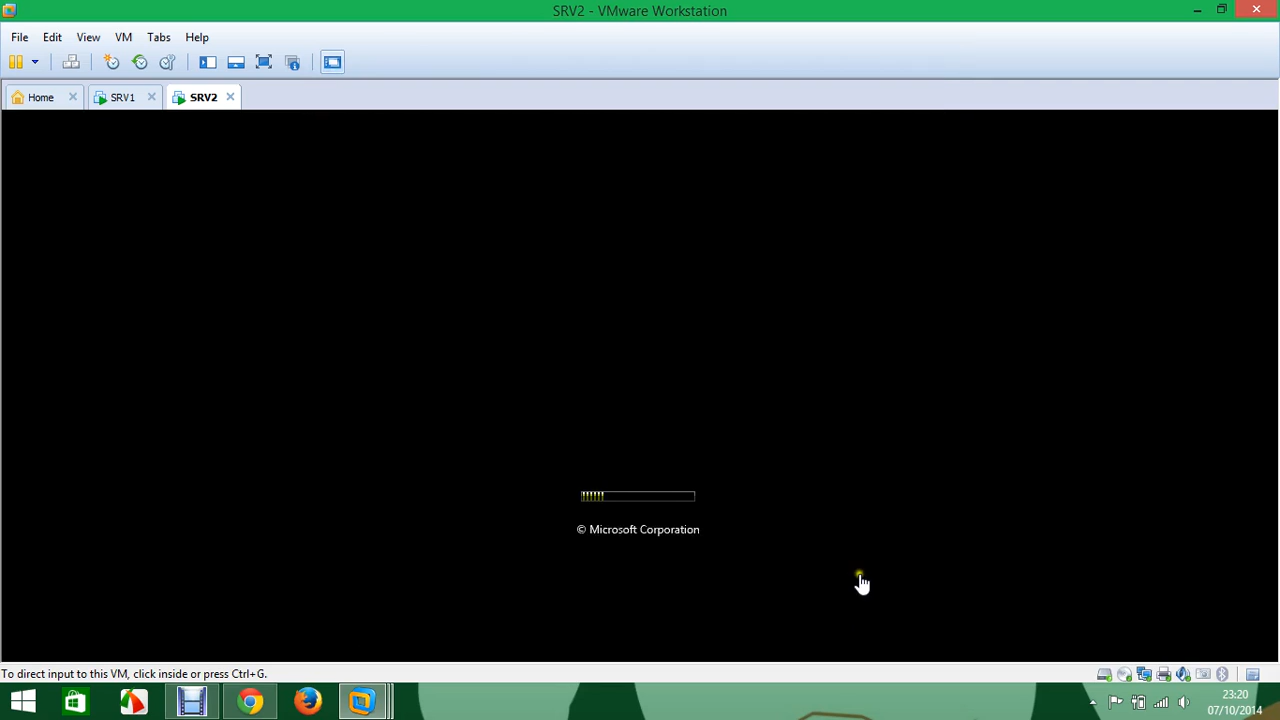 SRV2 - VMware Workstation
File Edit View VM Tabs Help
Home SRV1 SRV2
© Microsoft Corporation
To direct input to this VM, click inside or press Ctrl+G.
23:20
07/10/2014